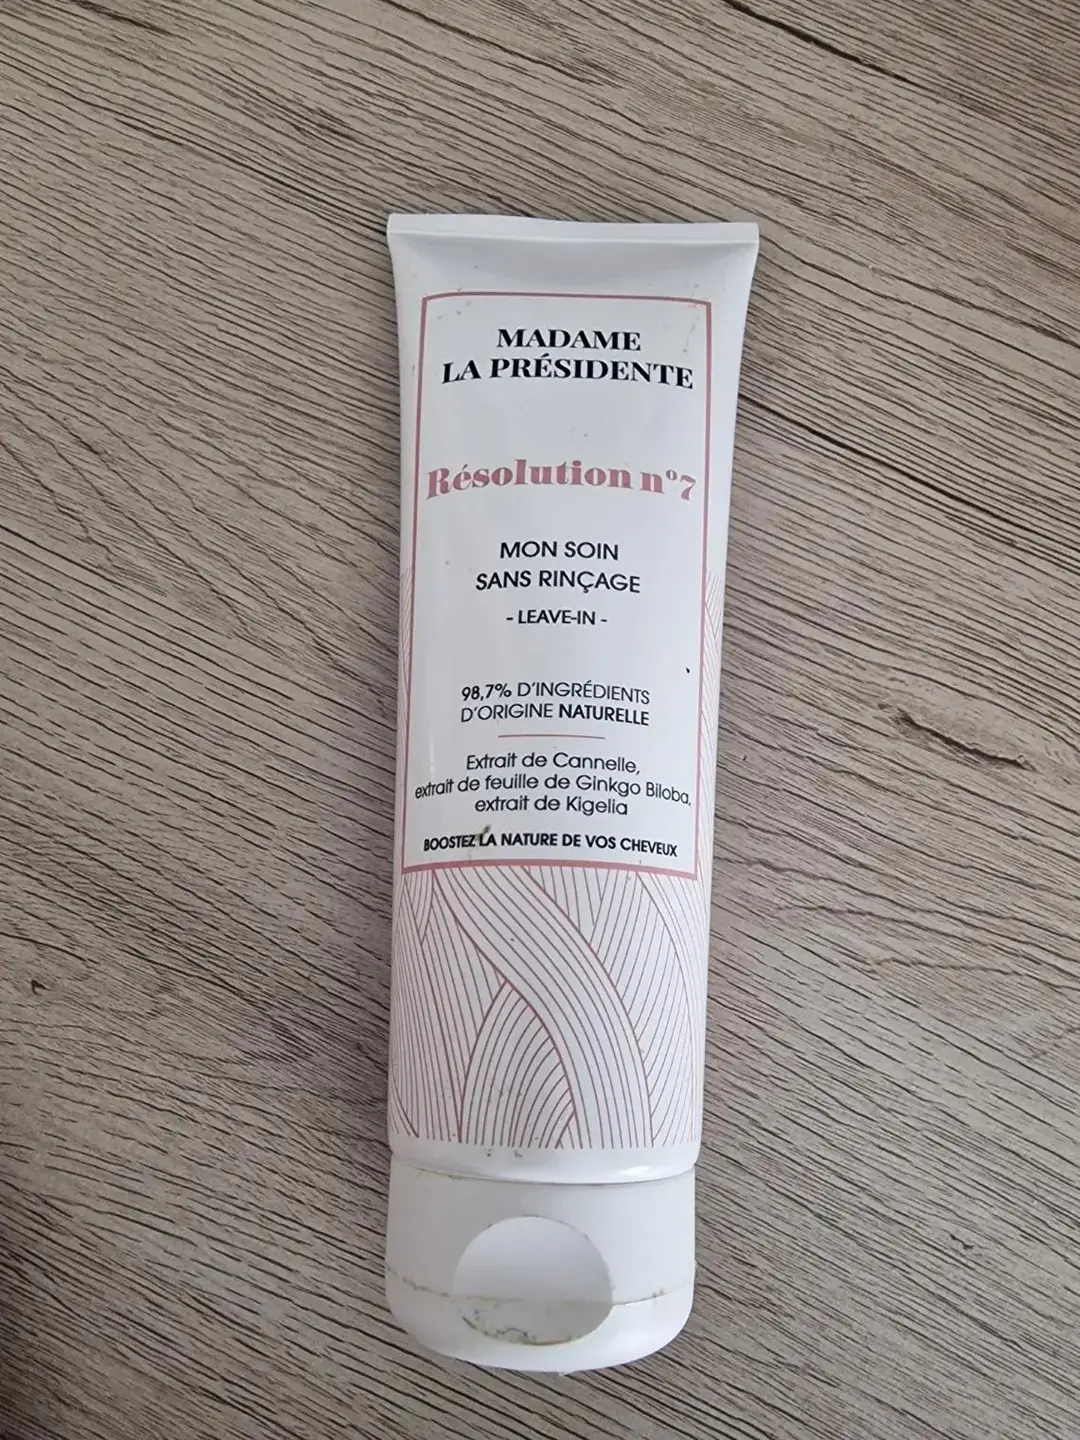 MADAME
LA PRÉSIDENTE
Résolution n°7
MON SOIN
SANS RINÇAGE
- LEAVE-IN -
98,7% D'INGRÉDIENTS
D'ORIGINE NATURELLE
Extrait de Cannelle,
extrait de feuille de Ginkgo Biloba,
extrait de Kigelia
BOOSTEZ LA NATURE DE VOS CHEVEUX